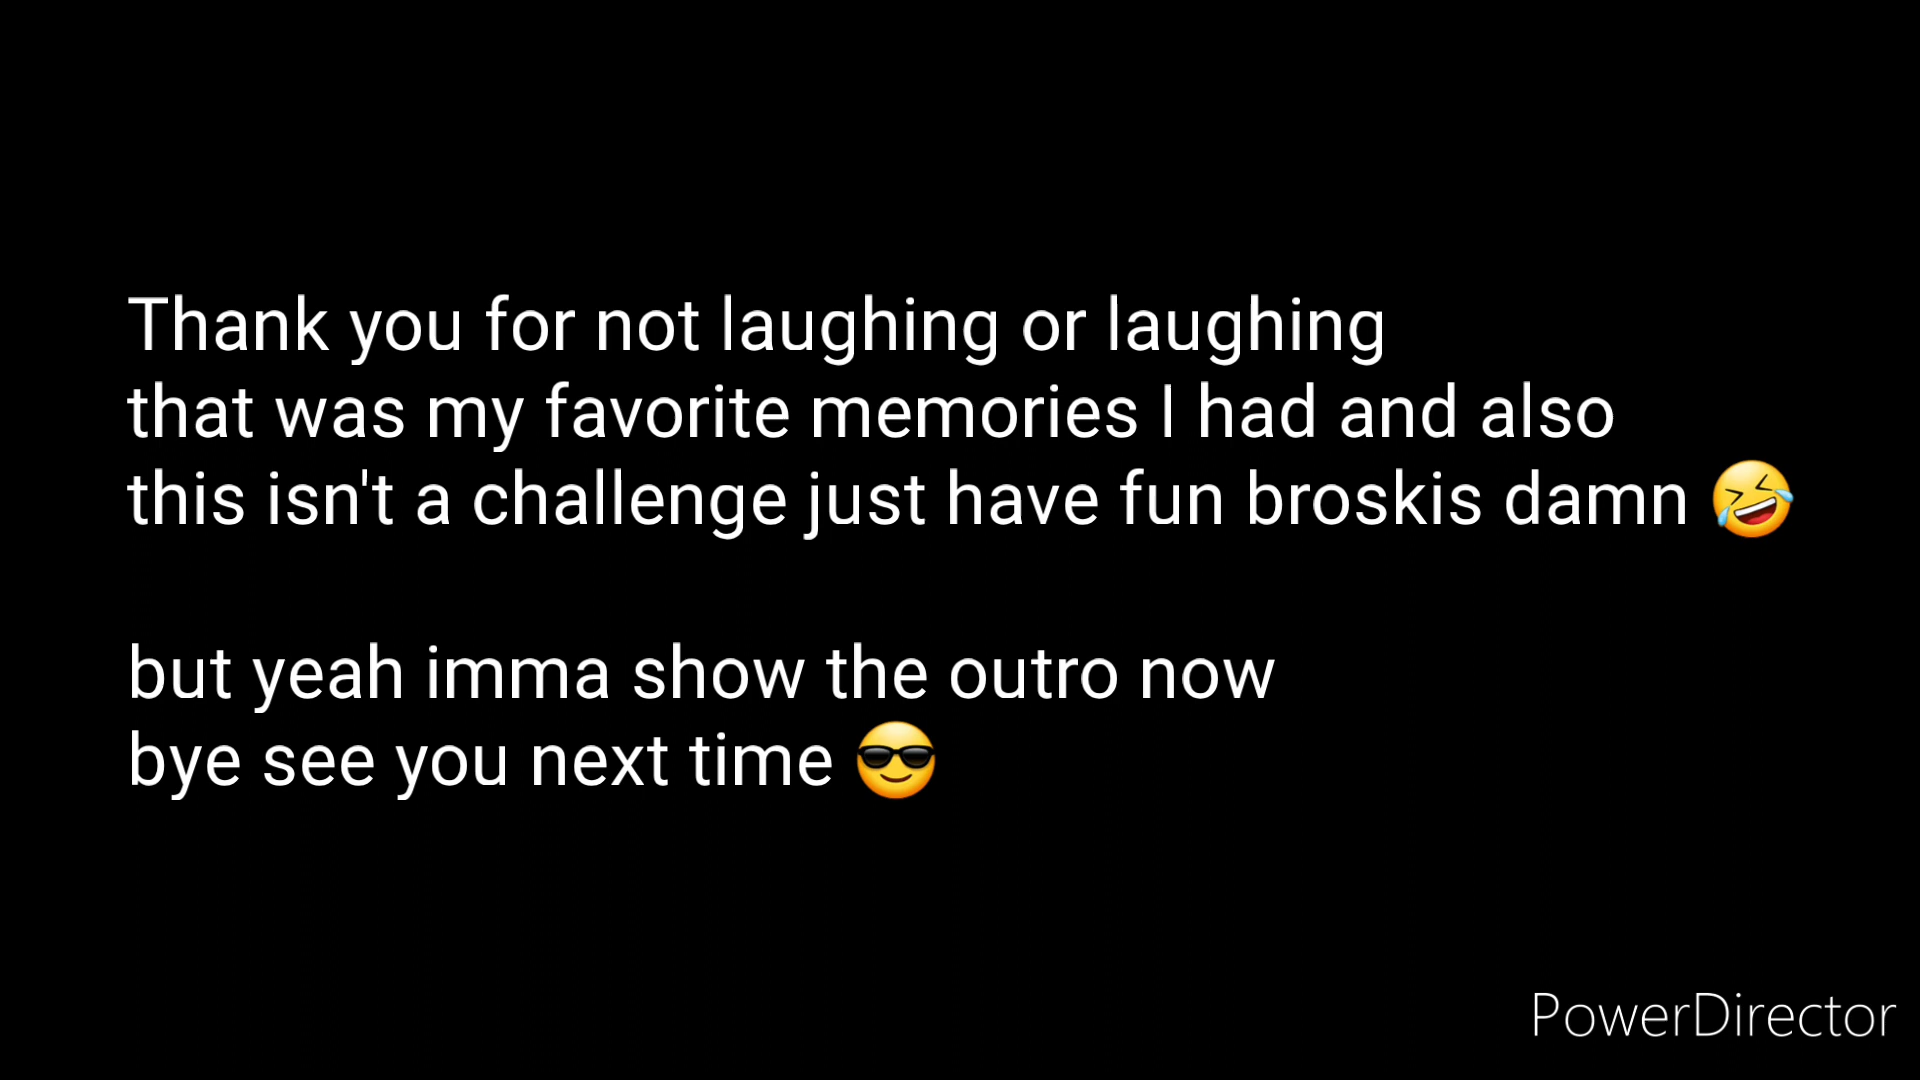 Thank you for not laughing or laughing
that was my favorite memories I had and also
this isn't a challenge just have fun broskis damn 🤣
but yeah imma show the outro now
bye see you next time 😎
PowerDirector